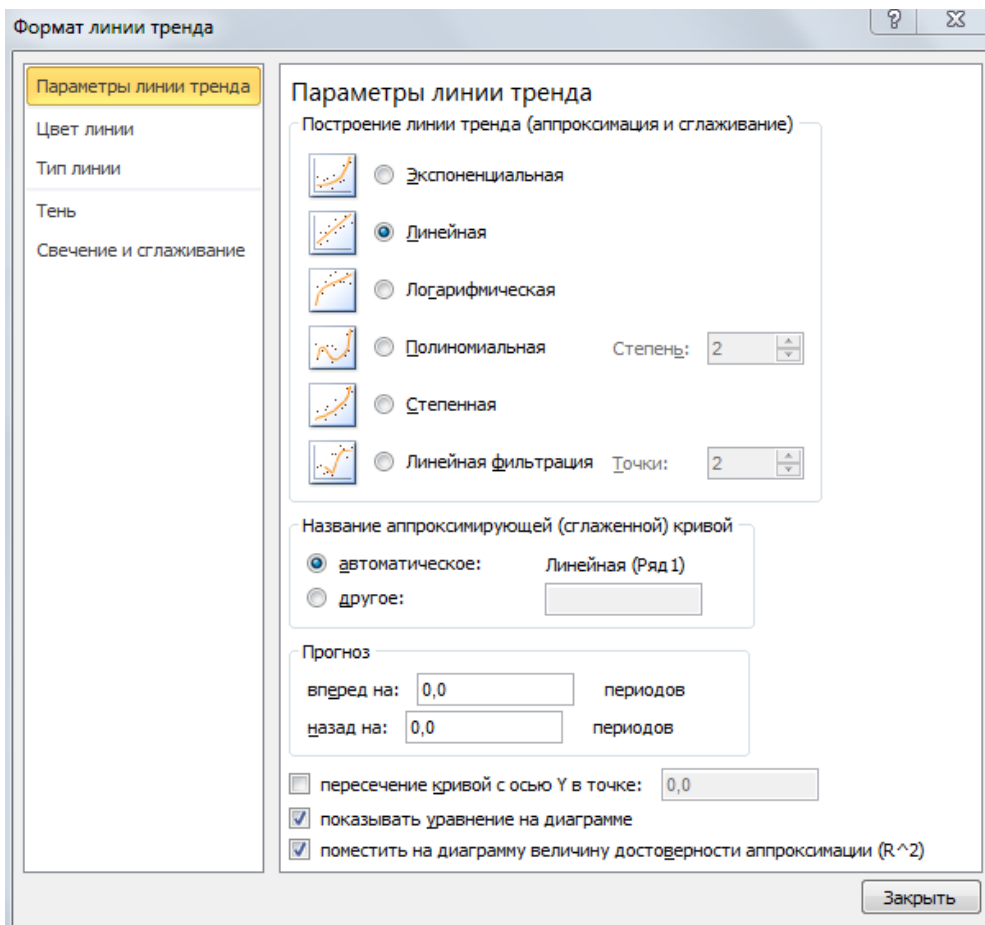 Формат линии тренда
Параметры линии тренда
Цвет линии
Тип линии
Тень
Свечение и сглаживание
Параметры линии тренда
Построение линии тренда (аппроксимация и сглаживание)
Экспоненциальная
Линейная
Логарифмическая
Полиномиальная Степень: 2
Степенная
Линейная фильтрация Точки: 2
Название аппроксимирующей (сглаженной) кривой
автоматическое: Линейная (Ряд1)
другое:
Прогноз
вперед на: 0,0 периодов
назад на: 0,0 периодов
пересечение кривой с осью Y в точке: 0,0
показывать уравнение на диаграмме
поместить на диаграмму величину достоверности аппроксимации (R^2)
Закрыть